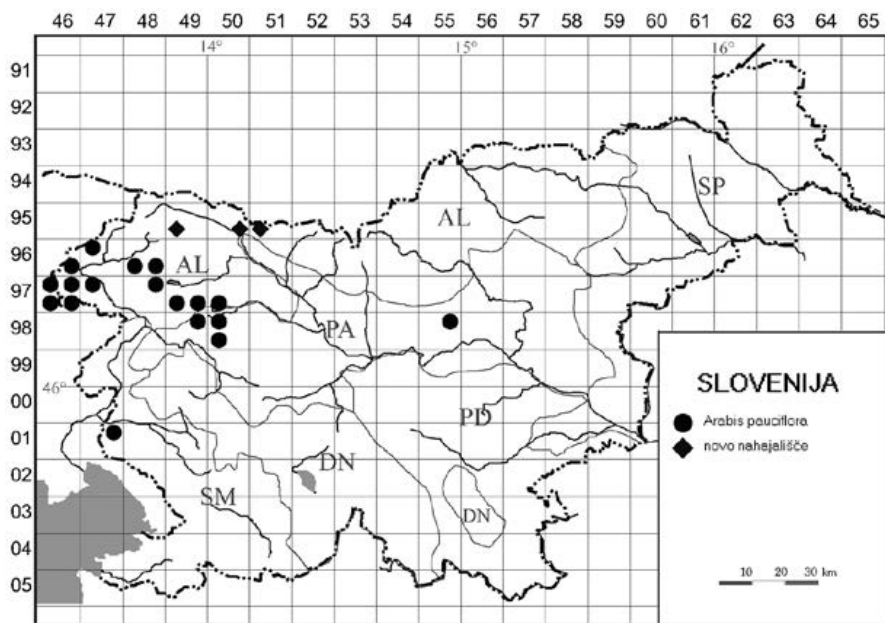 46 47 48 49 50 51 52 53 54 55 56 57 58 59 60 61 62 63 64 65
14° 15° 16°
91
92
93
94
SP
95
AL
96
AL
97
98
PA
99
46°
SLOVENIJA
00
PD
Arabis pauciflora
01
novo nahajališče
DN
02
SM
03
DN
04
05
10 20 30 km